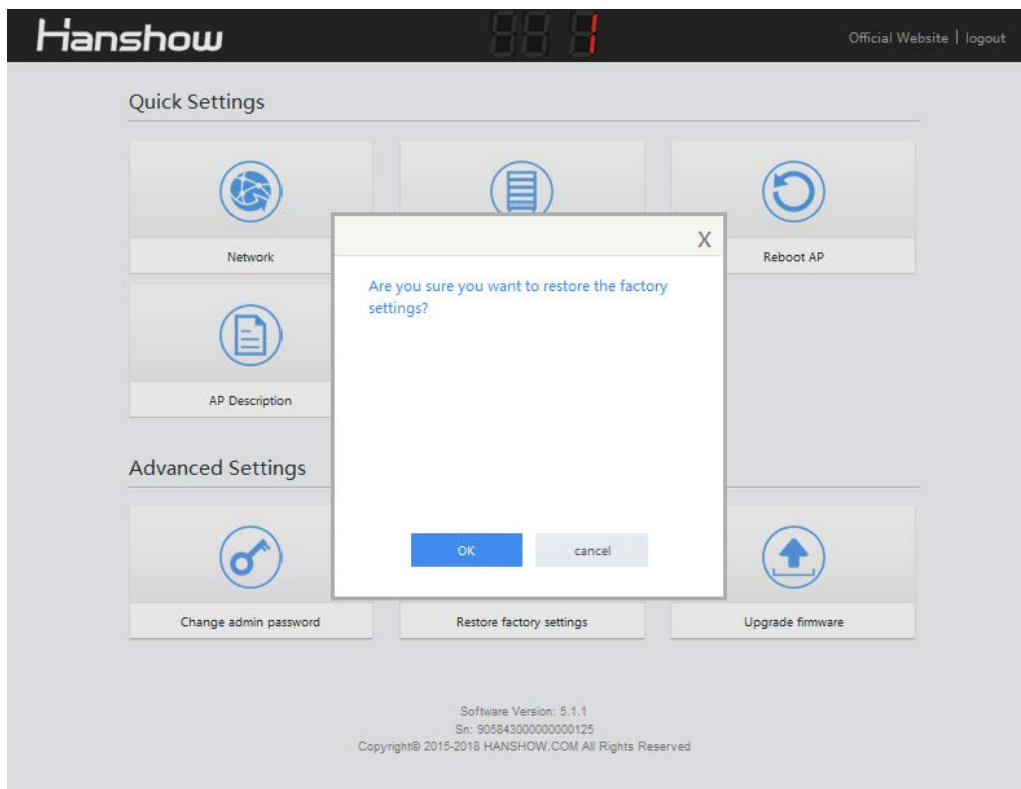 Hanshow
1
Official Website | logout
Quick Settings
Network
Reboot AP
AP Description
X
Are you sure you want to restore the factory
settings?
OK
cancel
Advanced Settings
Change admin password
Restore factory settings
Upgrade firmware
Software Version: 5.1.1
Sn: 905843000000000125
Copyright© 2015-2018 HANSHOW.COM All Rights Reserved